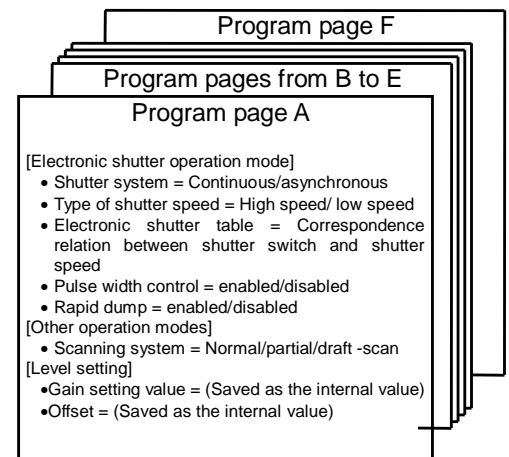 Program page F
Program pages from B to E
Program page A
[Electronic shutter operation mode]
• Shutter system = Continuous/asynchronous
• Type of shutter speed = High speed/ low speed
• Electronic shutter table = Correspondence
relation between shutter switch and shutter
speed
• Pulse width control = enabled/disabled
• Rapid dump = enabled/disabled
[Other operation modes]
• Scanning system = Normal/partial/draft -scan
[Level setting]
•Gain setting value = (Saved as the internal value)
•Offset = (Saved as the internal value)